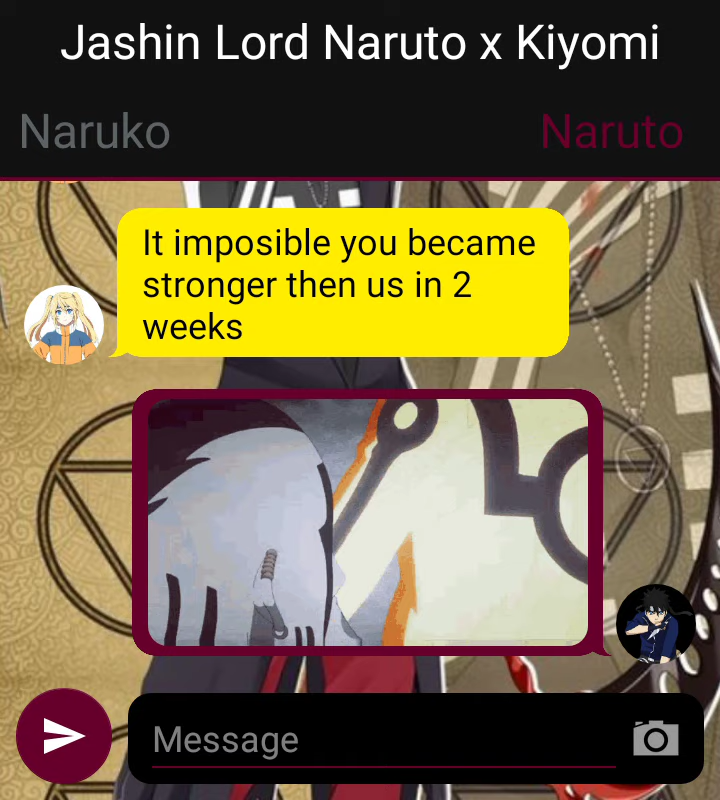 Jashin Lord Naruto x Kiyomi
Naruko
Naruto
It imposible you became
stronger then us in 2
weeks
Message